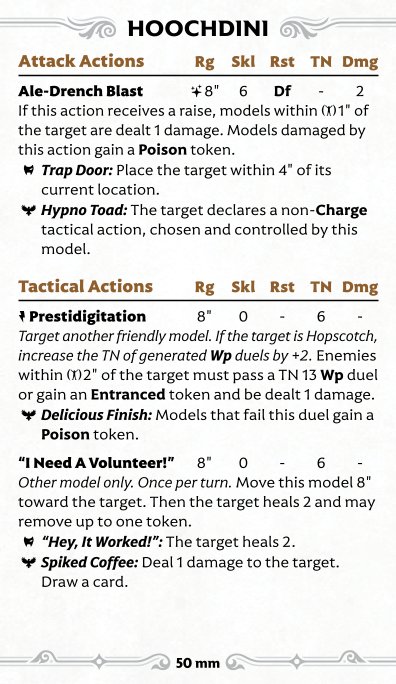 HOOCHDINI
Attack Actions Rg Skl Rst TN Dmg
Ale-Drench Blast 8" 6 Df - 2
If this action receives a raise, models within 1" of
the target are dealt 1 damage. Models damaged by
this action gain a Poison token.
Trap Door: Place the target within 4" of its
current location.
Hypno Toad: The target declares a non-Charge
tactical action, chosen and controlled by this
model.
Tactical Actions Rg Skl Rst TN Dmg
Prestidigitation 8" 0 - 6 -
Target another friendly model. If the target is Hopscotch,
increase the TN of generated Wp duels by +2. Enemies
within 2" of the target must pass a TN 13 Wp duel
or gain an Entranced token and be dealt 1 damage.
Delicious Finish: Models that fail this duel gain a
Poison token.
“I Need A Volunteer!” 8" 0 - 6 -
Other model only. Once per turn. Move this model 8"
toward the target. Then the target heals 2 and may
remove up to one token.
“Hey, It Worked!”: The target heals 2.
Spiked Coffee: Deal 1 damage to the target.
Draw a card.
50 mm